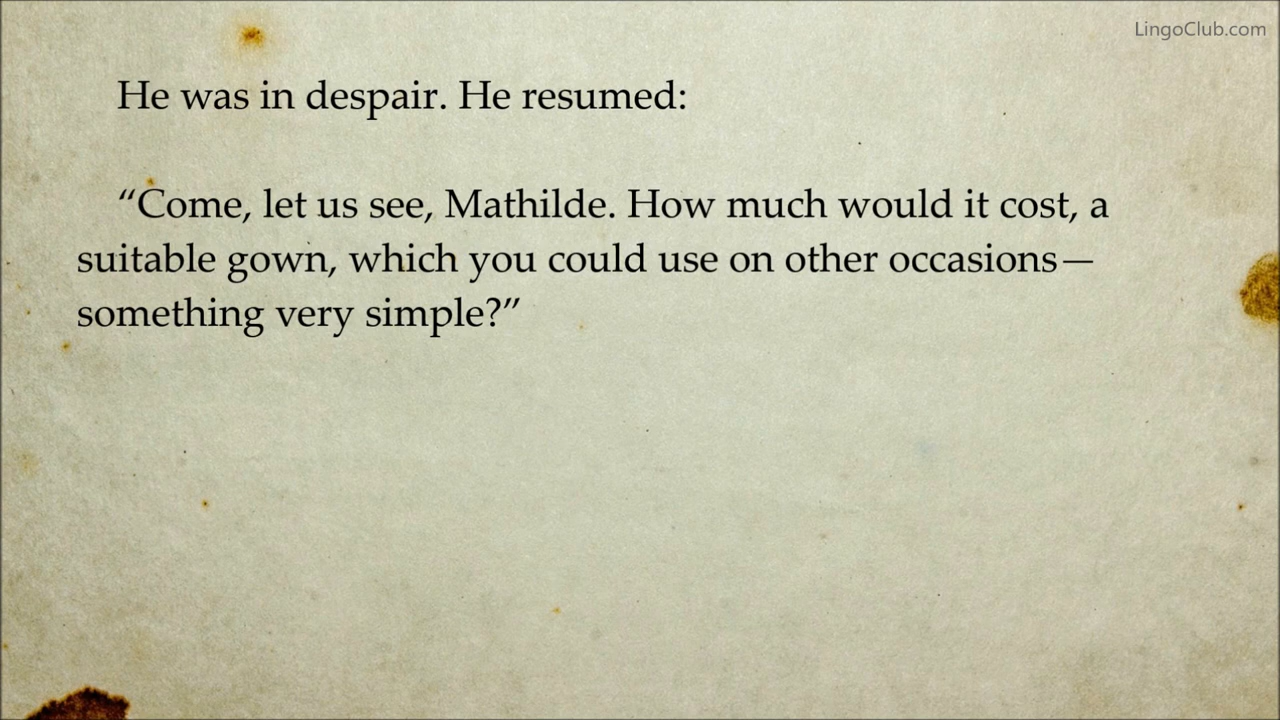 LingoClub.com
He was in despair. He resumed:
“Come, let us see, Mathilde. How much would it cost, a
suitable gown, which you could use on other occasions—
something very simple?”